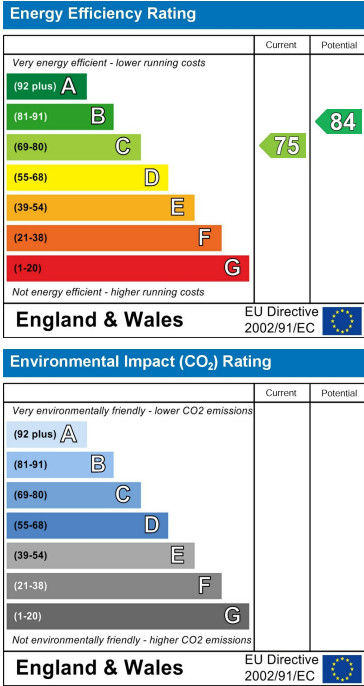 Energy Efficiency Rating
Current Potential
Very energy efficient - lower running costs
(92 plus) A
(81-91) B
84
(69-80) C
75
(55-68) D
(39-54) E
(21-38) F
(1-20) G
Not energy efficient - higher running costs
England & Wales
EU Directive
2002/91/EC
Environmental Impact (CO₂) Rating
Current Potential
Very environmentally friendly - lower CO2 emissions
(92 plus) A
(81-91) B
(69-80) C
(55-68) D
(39-54) E
(21-38) F
(1-20) G
Not environmentally friendly - higher CO2 emissions
England & Wales
EU Directive
2002/91/EC